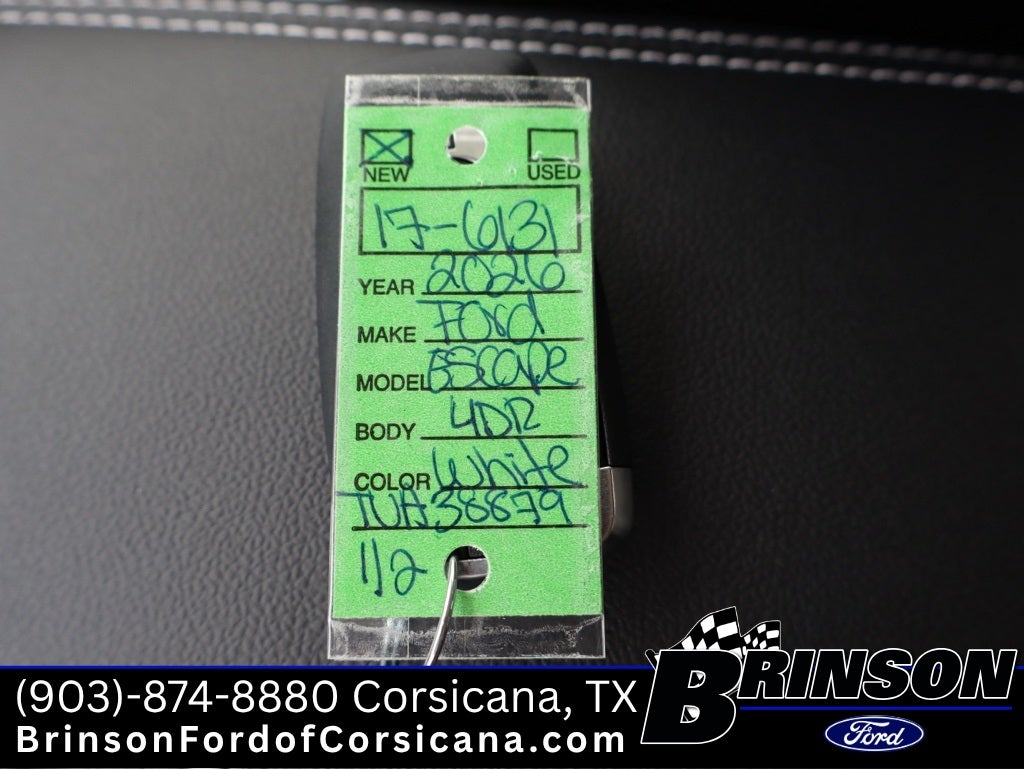 NEW USED
17-6131
YEAR 2026
MAKE Ford
MODEL Escape
BODY 4DR
COLOR White
TUA38879
1/2
(903)-874-8880 Corsicana, TX
BrinsonFordofCorsicana.com
BRINSON
Ford